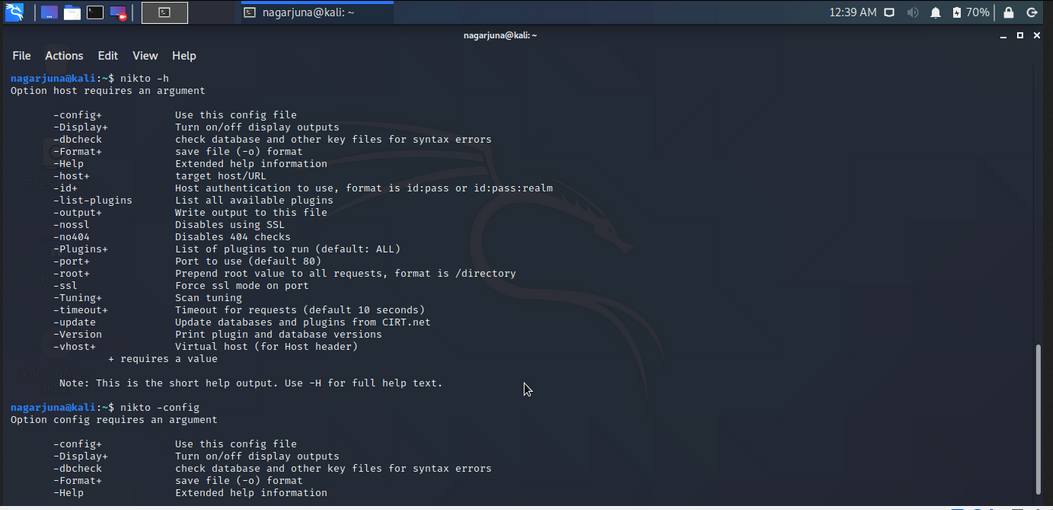 nagarjuna@kali: ~
12:39 AM
70%
nagarjuna@kali: ~
File Actions Edit View Help
nagarjuna@kali:~$ nikto -h
Option host requires an argument
-config+ Use this config file
-Display+ Turn on/off display outputs
-dbcheck check database and other key files for syntax errors
-Format+ save file (-o) format
-Help Extended help information
-host+ target host/URL
-id+ Host authentication to use, format is id:pass or id:pass:realm
-list-plugins List all available plugins
-output+ Write output to this file
-nossl Disables using SSL
-no404 Disables 404 checks
-Plugins+ List of plugins to run (default: ALL)
-port+ Port to use (default 80)
-root+ Prepend root value to all requests, format is /directory
-ssl Force ssl mode on port
-Tuning+ Scan tuning
-timeout+ Timeout for requests (default 10 seconds)
-update Update databases and plugins from CIRT.net
-Version Print plugin and database versions
-vhost+ Virtual host (for Host header)
+ requires a value
Note: This is the short help output. Use -H for full help text.
nagarjuna@kali:~$ nikto -config
Option config requires an argument
-config+ Use this config file
-Display+ Turn on/off display outputs
-dbcheck check database and other key files for syntax errors
-Format+ save file (-o) format
-Help Extended help information